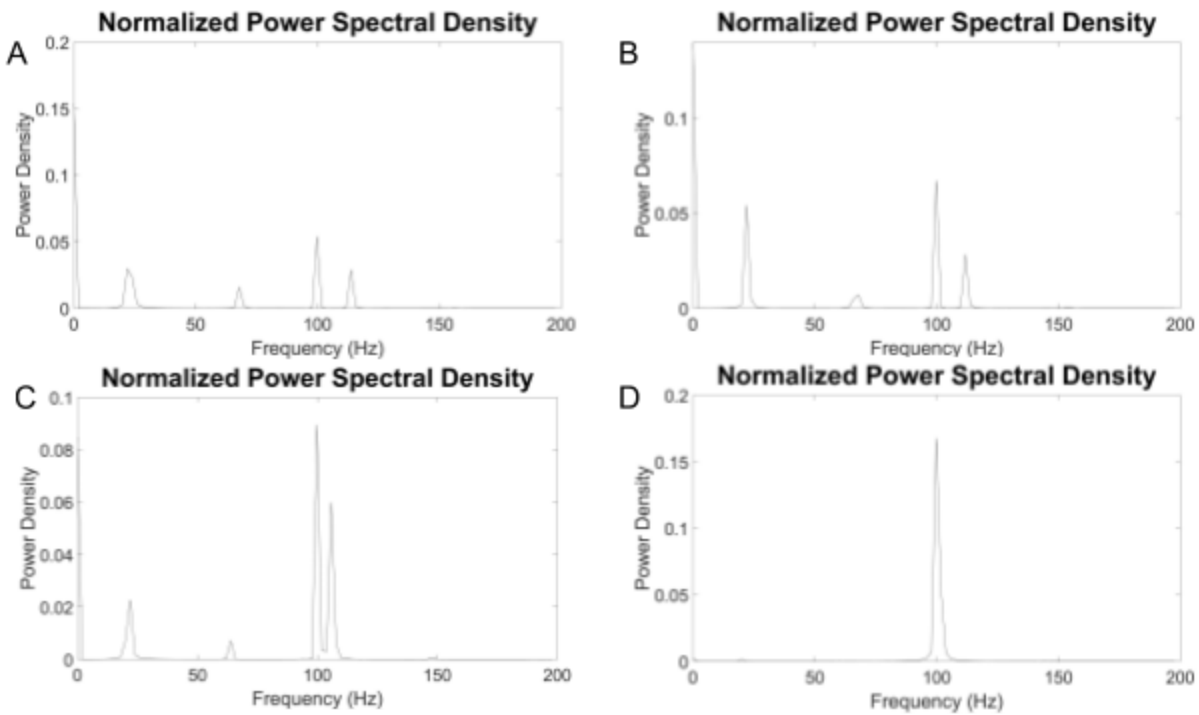 A
Normalized Power Spectral Density
Power Density
0.2
0.15
0.1
0.05
0
0 50 100 150 200
Frequency (Hz)
B
Normalized Power Spectral Density
Power Density
0.1
0.05
0
0 50 100 150 200
Frequency (Hz)
C
Normalized Power Spectral Density
Power Density
0.1
0.08
0.06
0.04
0.02
0
0 50 100 150 200
Frequency (Hz)
D
Normalized Power Spectral Density
Power Density
0.2
0.15
0.1
0.05
0
0 50 100 150 200
Frequency (Hz)